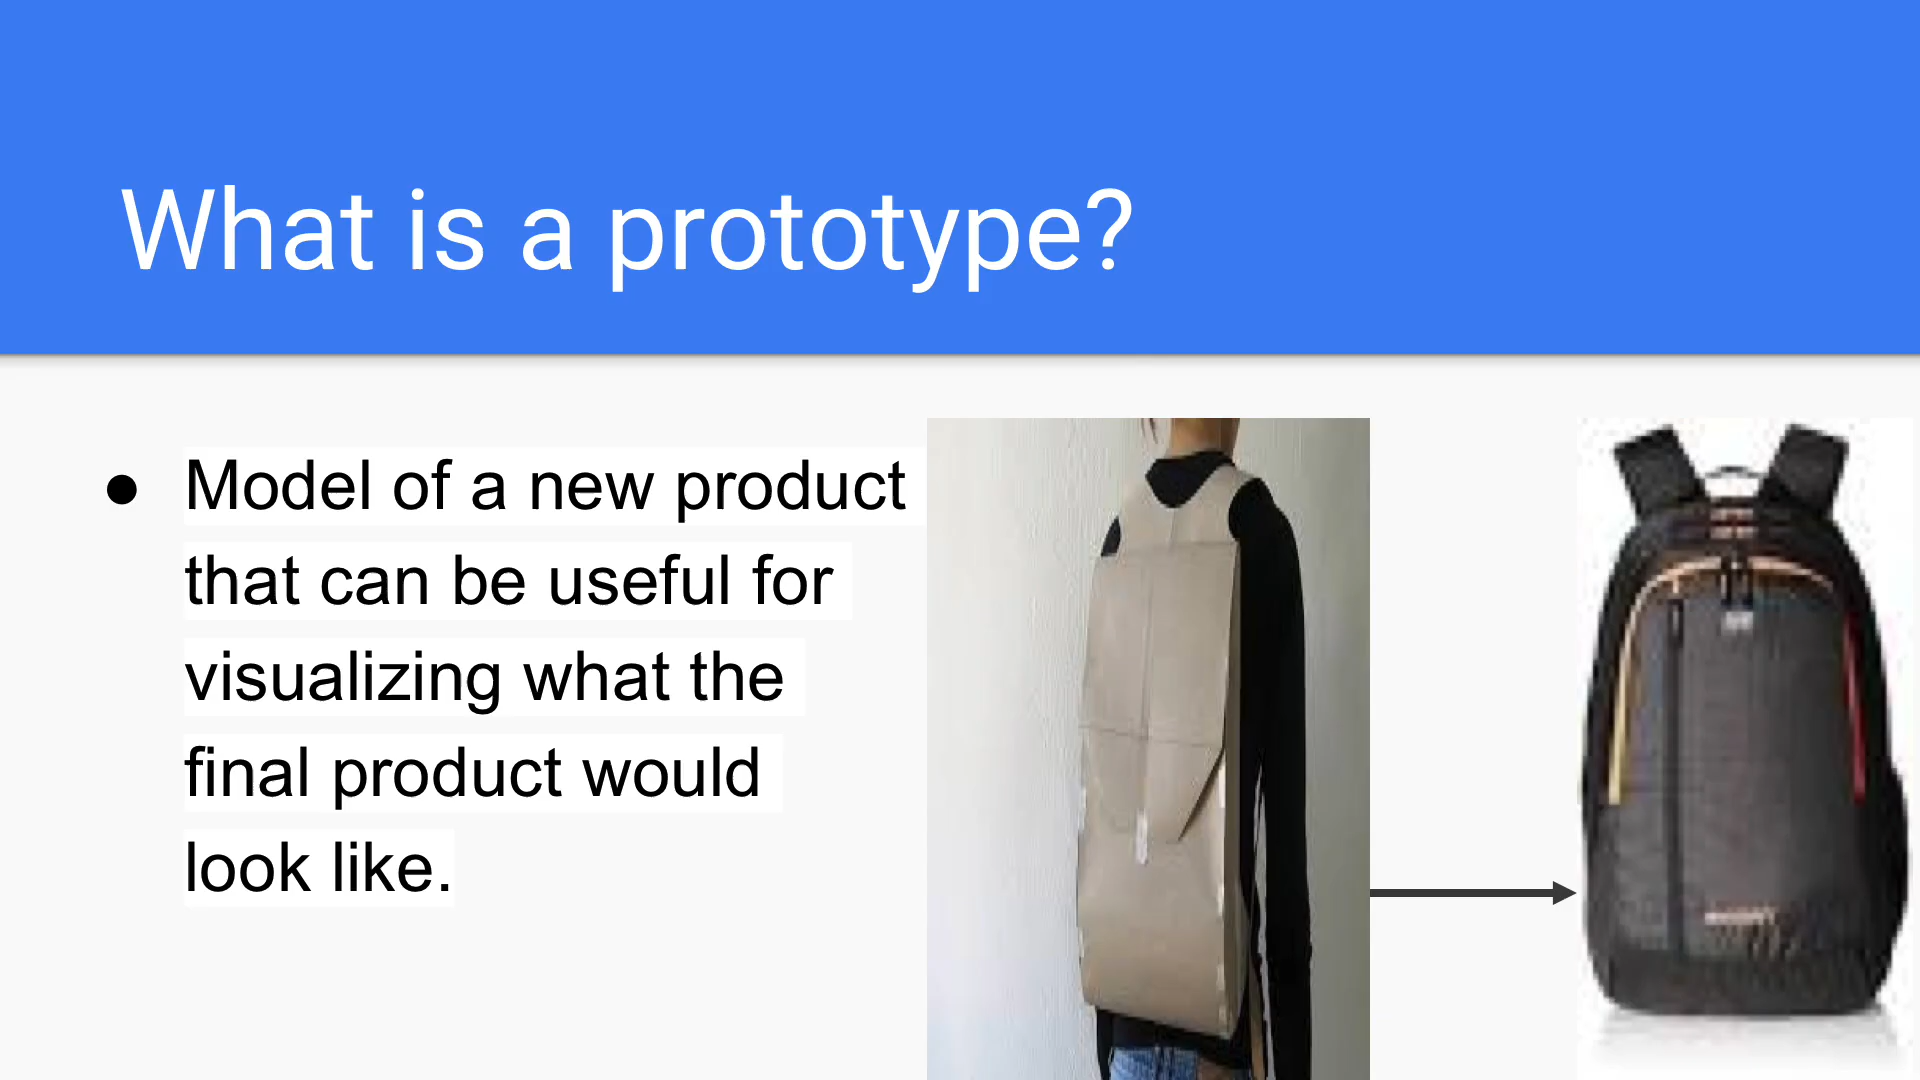 What is a prototype?
● Model of a new product
that can be useful for
visualizing what the
final product would
look like.